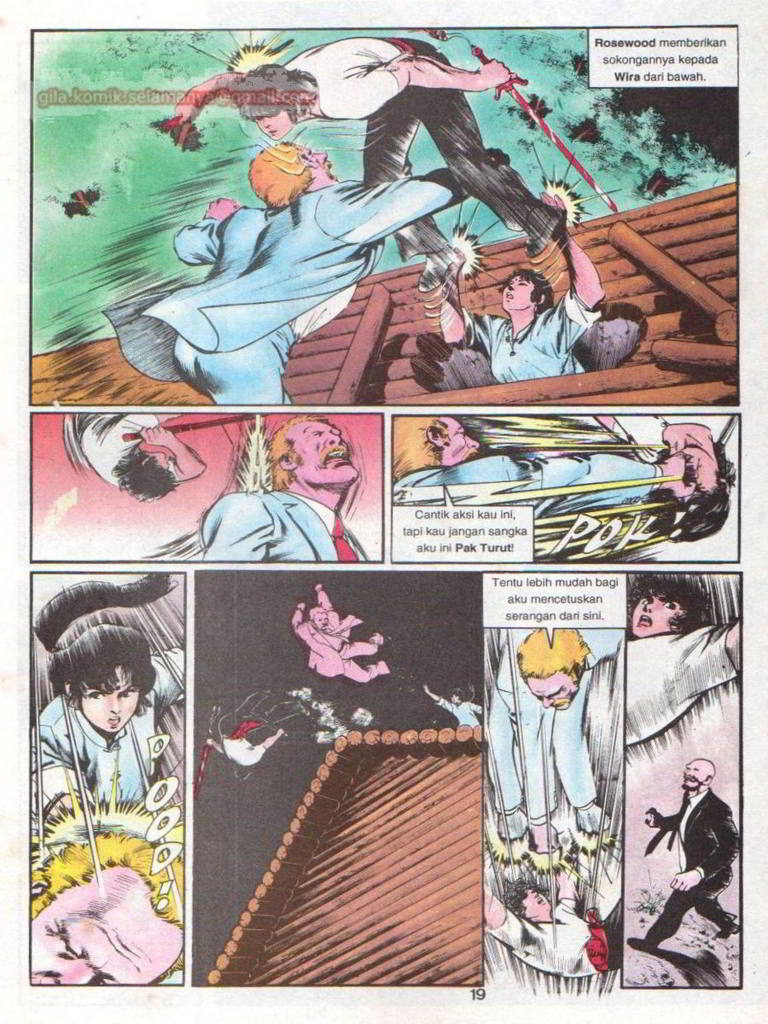 Rosewood memberikan
sokongannya kepada
Wira dari bawah.
gila.komik.selamanya@gmail.com
Cantik aksi kau ini,
tapi kau jangan sangka
aku ini Pak Turut!
POK!
DOOD!!
Tentu lebih mudah bagi
aku mencetuskan
serangan dari sini.
19